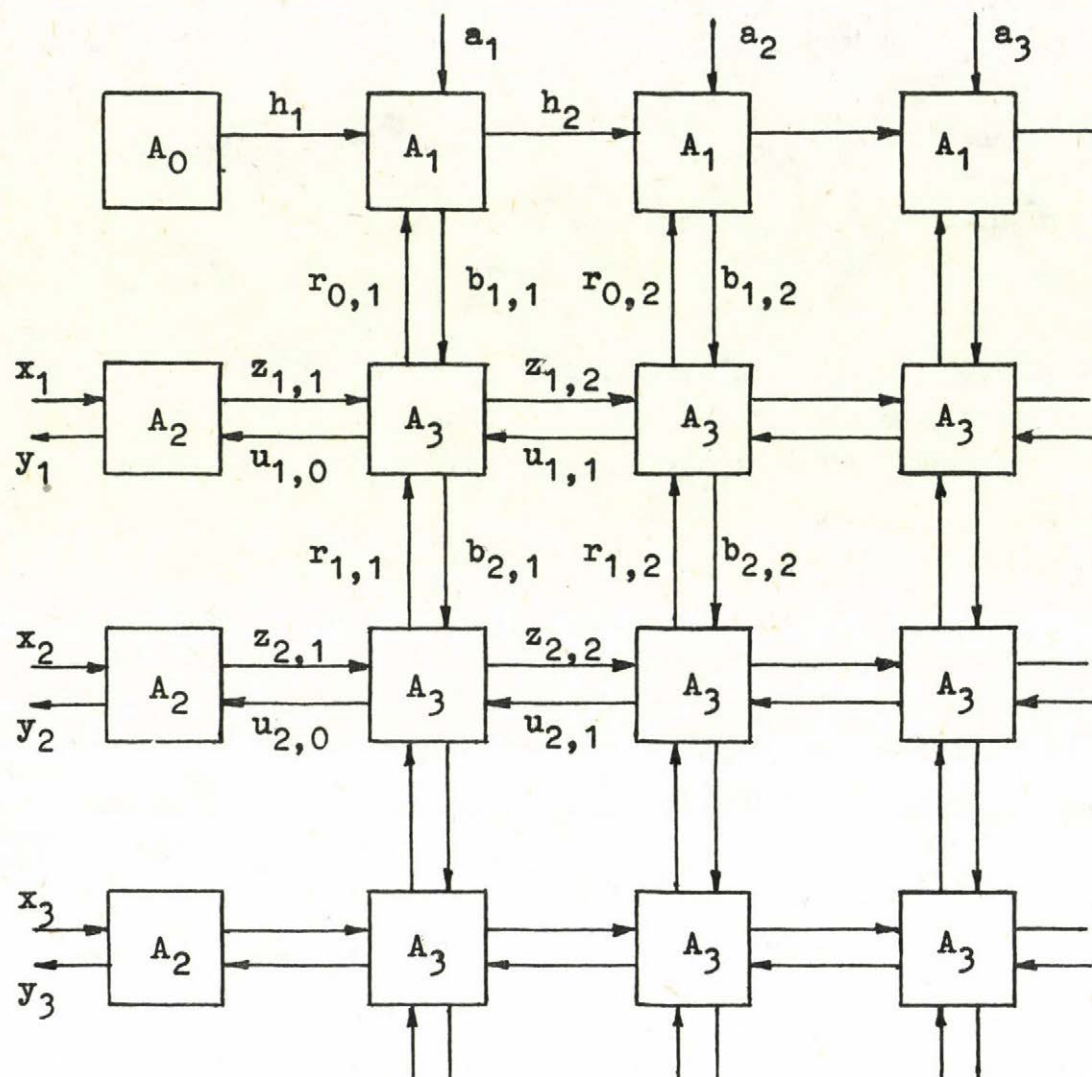 a₁ a₂ a₃
h₁ h₂
A₀ A₁ A₁ A₁
r₀,₁ b₁,₁ r₀,₂ b₁,₂
x₁ z₁,₁ z₁,₂
A₂ A₃ A₃ A₃
y₁ u₁,₀ u₁,₁
r₁,₁ b₂,₁ r₁,₂ b₂,₂
x₂ z₂,₁ z₂,₂
A₂ A₃ A₃ A₃
y₂ u₂,₀ u₂,₁
x₃
A₂ A₃ A₃ A₃
y₃